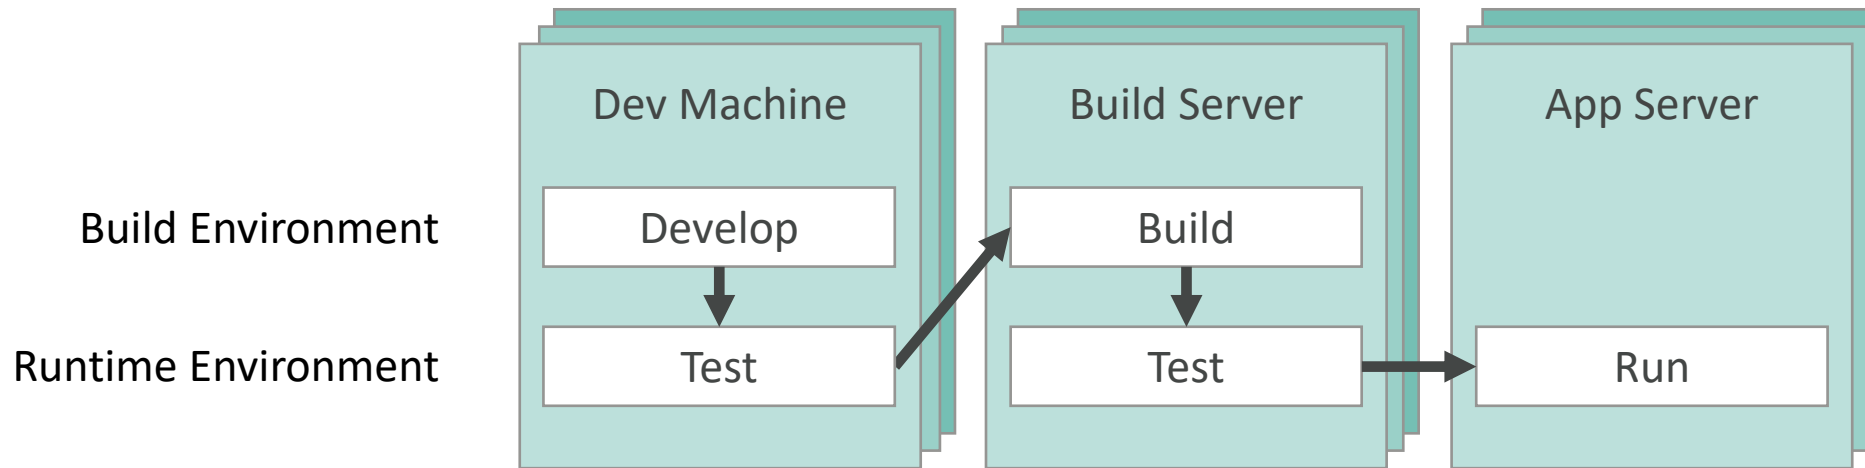 Dev Machine
Build Server
App Server
Build Environment
Develop
Build
Runtime Environment
Test
Test
Run